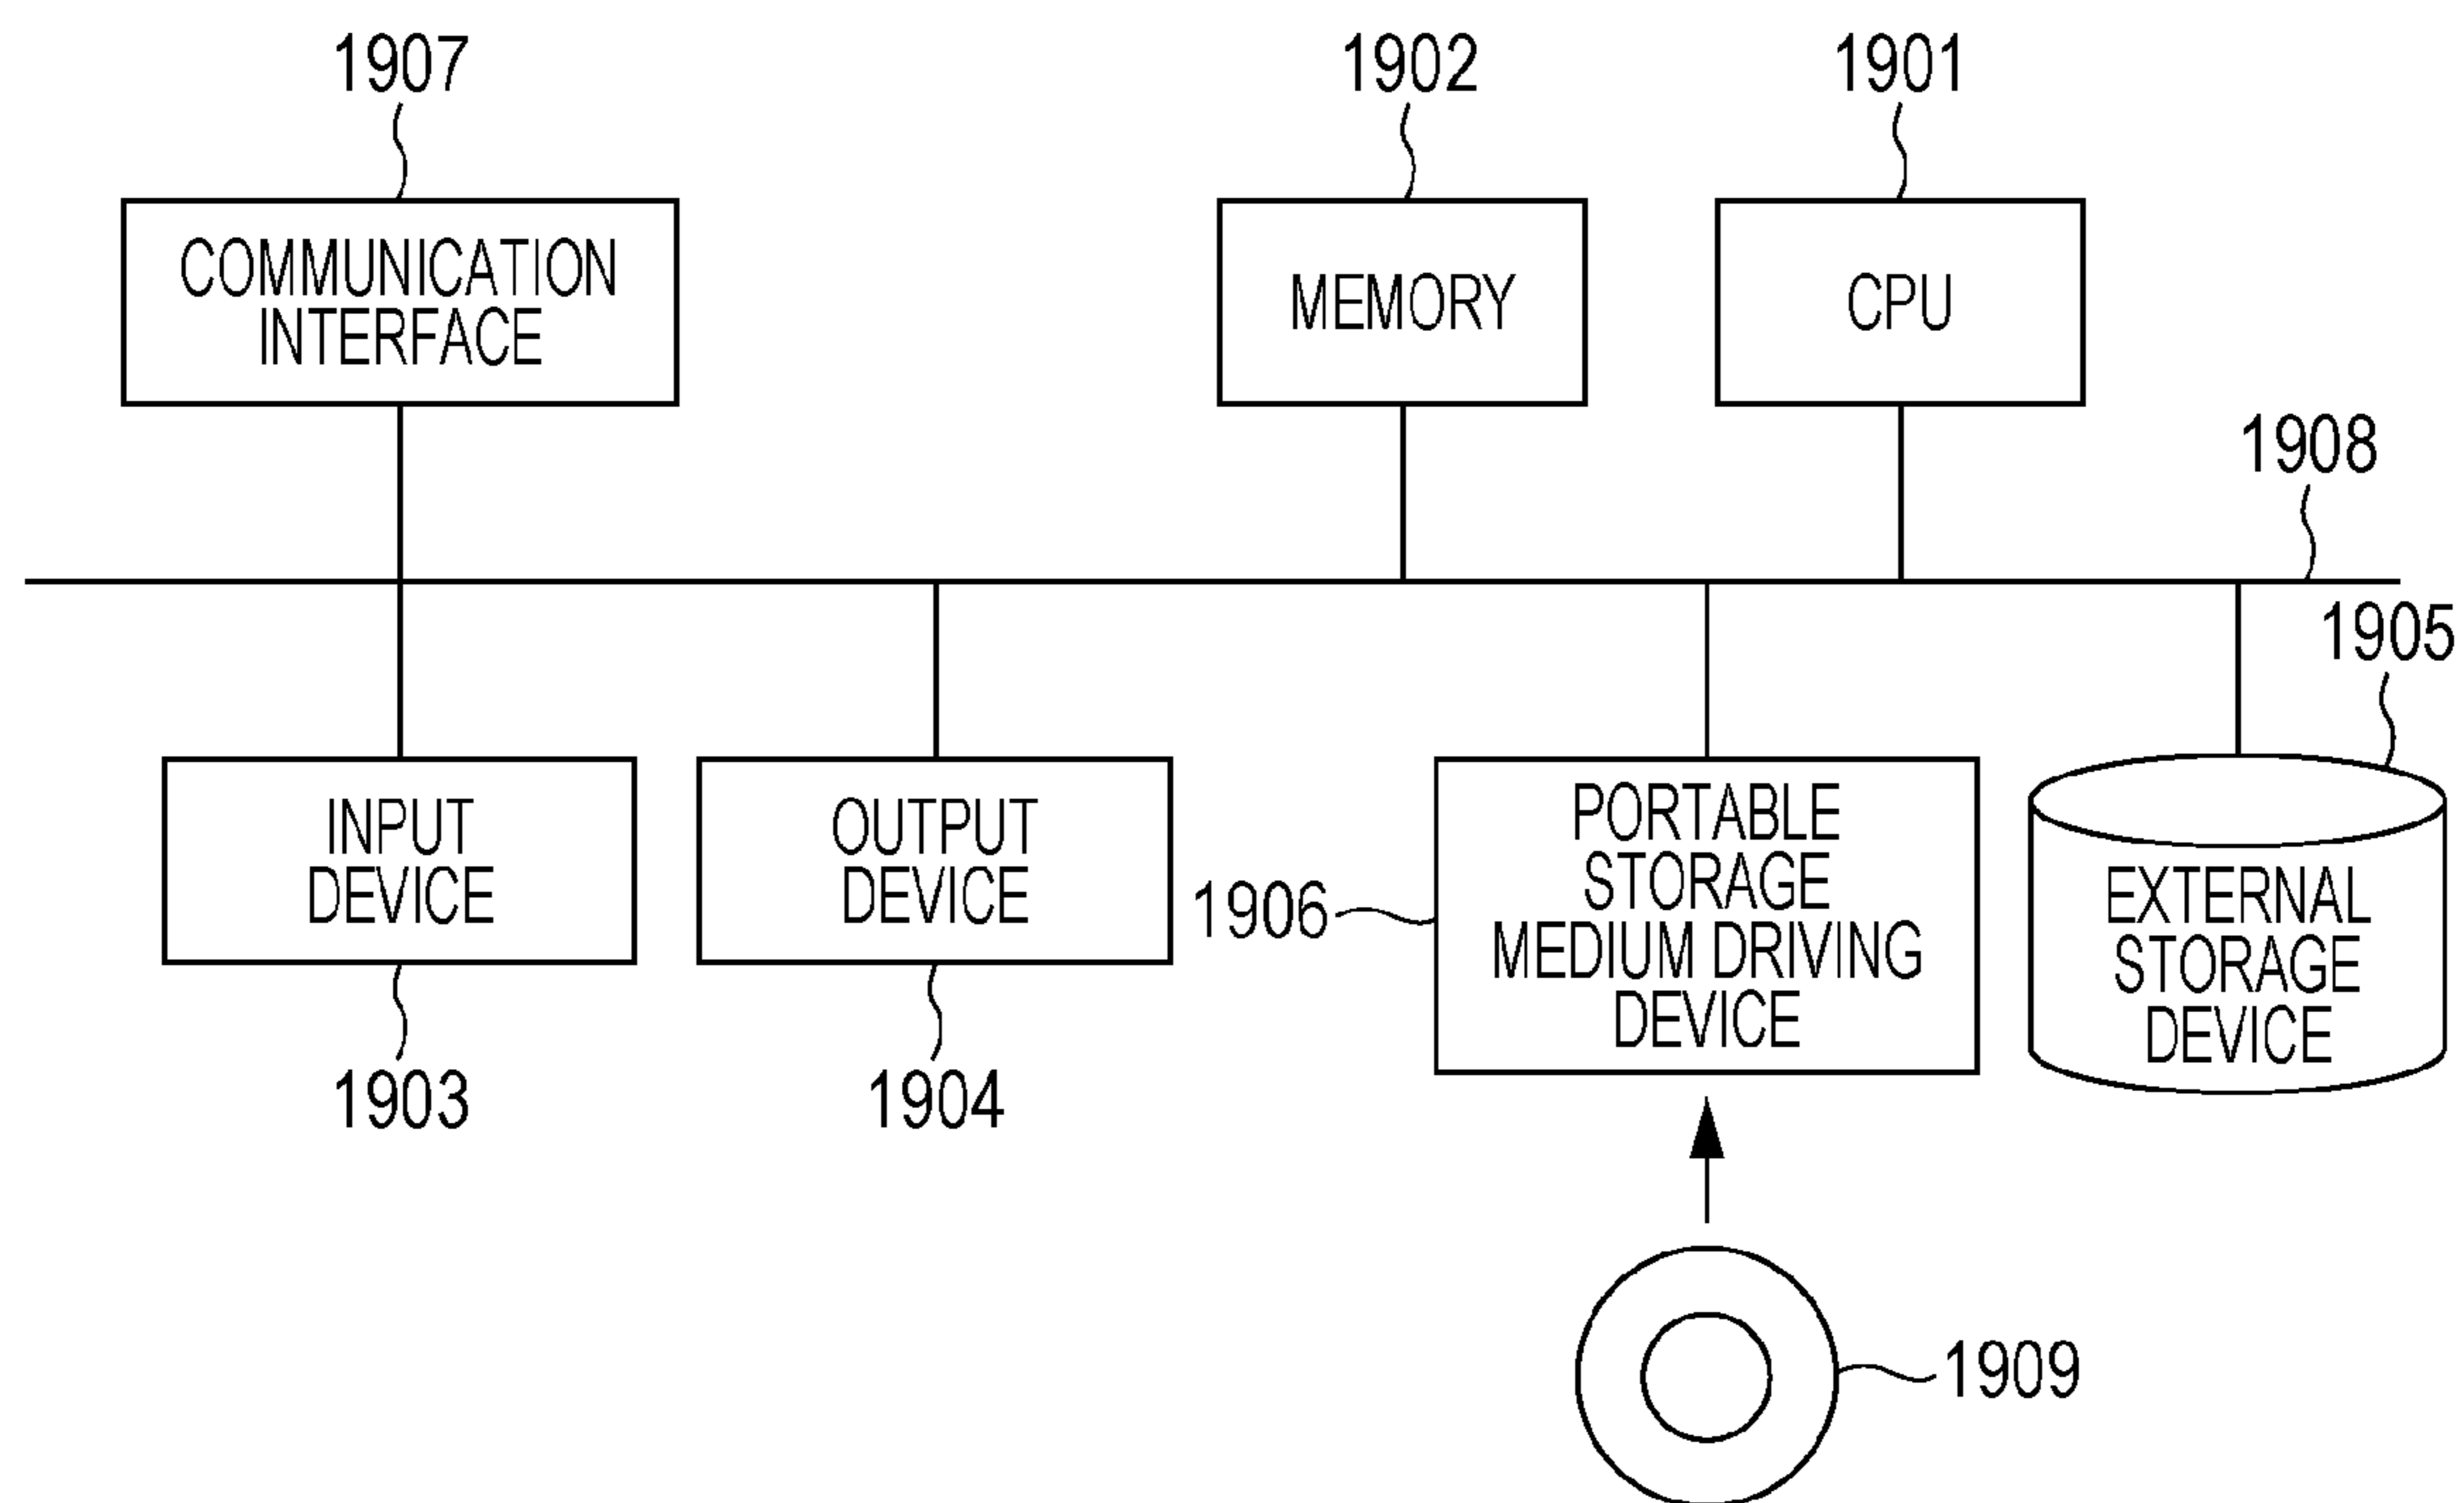 1907
1902
1901
COMMUNICATION
INTERFACE
MEMORY
CPU
1908
1905
INPUT
DEVICE
OUTPUT
DEVICE
1906
PORTABLE
STORAGE
MEDIUM DRIVING
DEVICE
EXTERNAL
STORAGE
DEVICE
1903
1904
1909